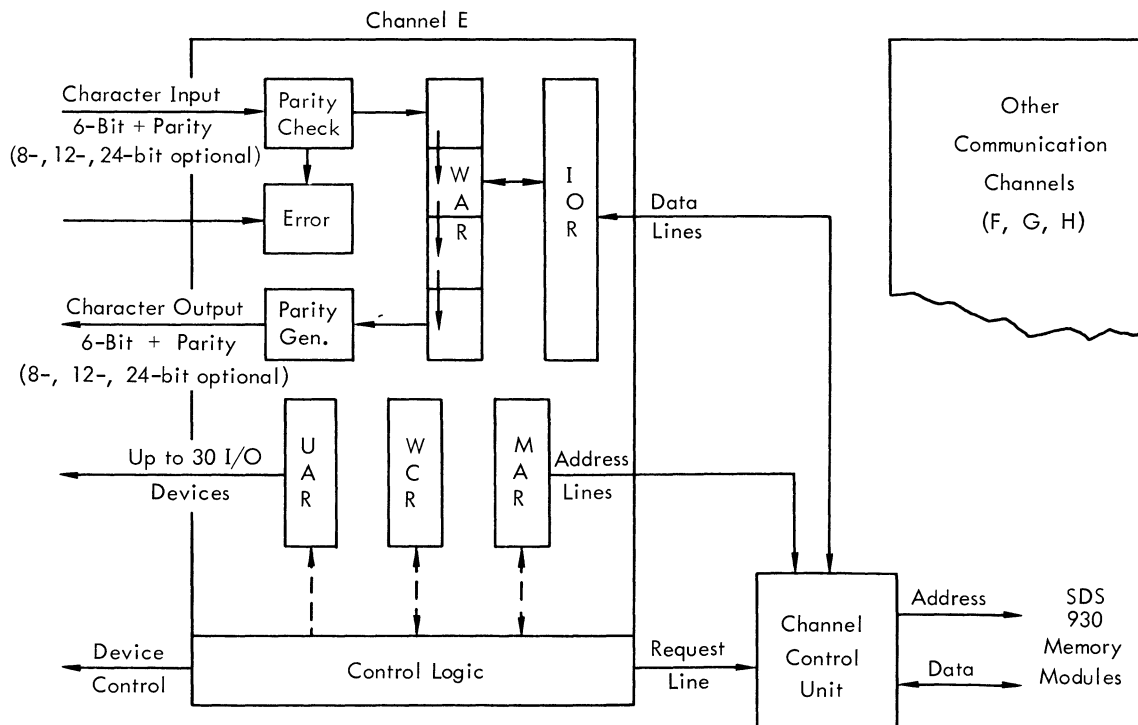 Channel E
Character Input
6-Bit + Parity
(8-, 12-, 24-bit optional)
Parity
Check
Error
Character Output
6-Bit + Parity
(8-, 12-, 24-bit optional)
Parity
Gen.
W
A
R
I
O
R
Data
Lines
Other
Communication
Channels
(F, G, H)
Up to 30 I/O
Devices
U
A
R
W
C
R
M
A
R
Address
Lines
Device
Control
Control Logic
Request
Line
Channel
Control
Unit
Address
Data
SDS
930
Memory
Modules